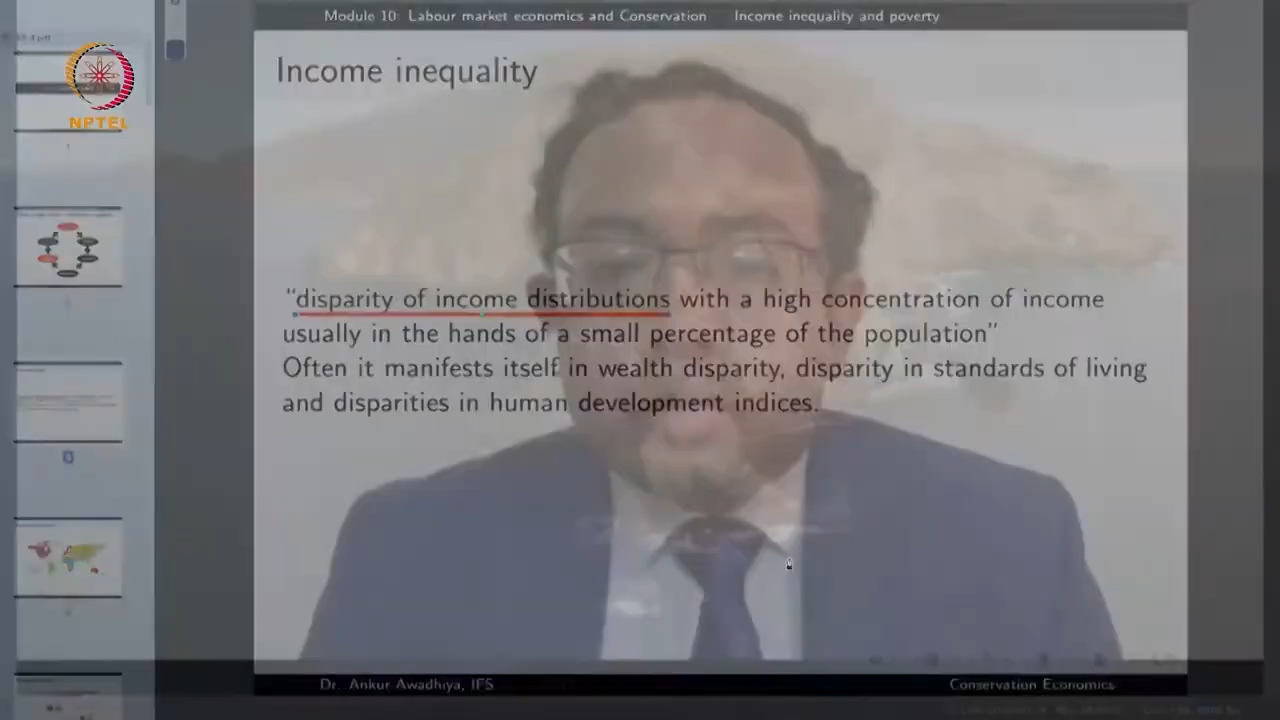 Module 10: Labour market economics and Conservation Income inequality and poverty
NPTEL
Income inequality
"disparity of income distributions with a high concentration of income
usually in the hands of a small percentage of the population"
Often it manifests itself in wealth disparity, disparity in standards of living
and disparities in human development indices.
Dr. Ankur Awadhiya, IFS Conservation Economics